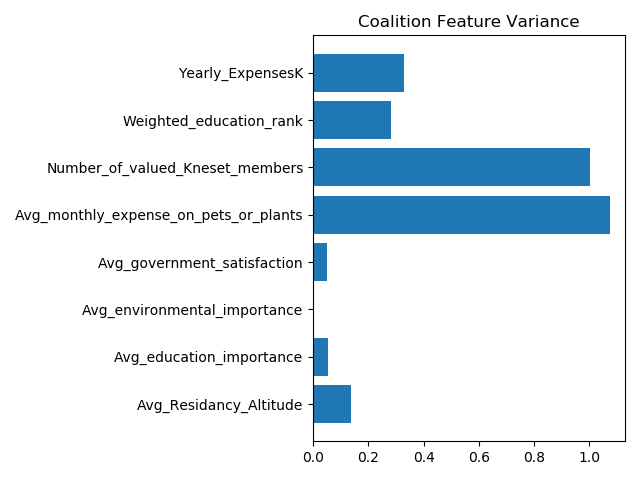 Coalition Feature Variance
Yearly_ExpensesK
Weighted_education_rank
Number_of_valued_Kneset_members
Avg_monthly_expense_on_pets_or_plants
Avg_government_satisfaction
Avg_environmental_importance
Avg_education_importance
Avg_Residancy_Altitude
0.0 0.2 0.4 0.6 0.8 1.0